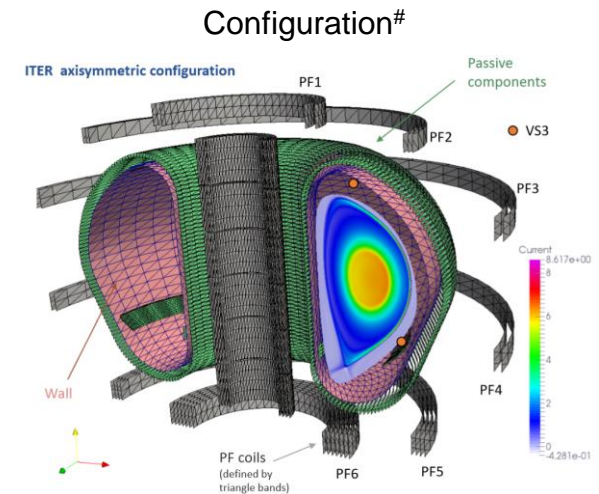 Configuration#
ITER axisymmetric configuration
Passive
components
PF1
PF2
VS3
PF3
Current
8.617e+00
8
6
4
2
0
-4.281e-01
PF4
Wall
PF coils
(defined by
triangle bands)
PF6
PF5